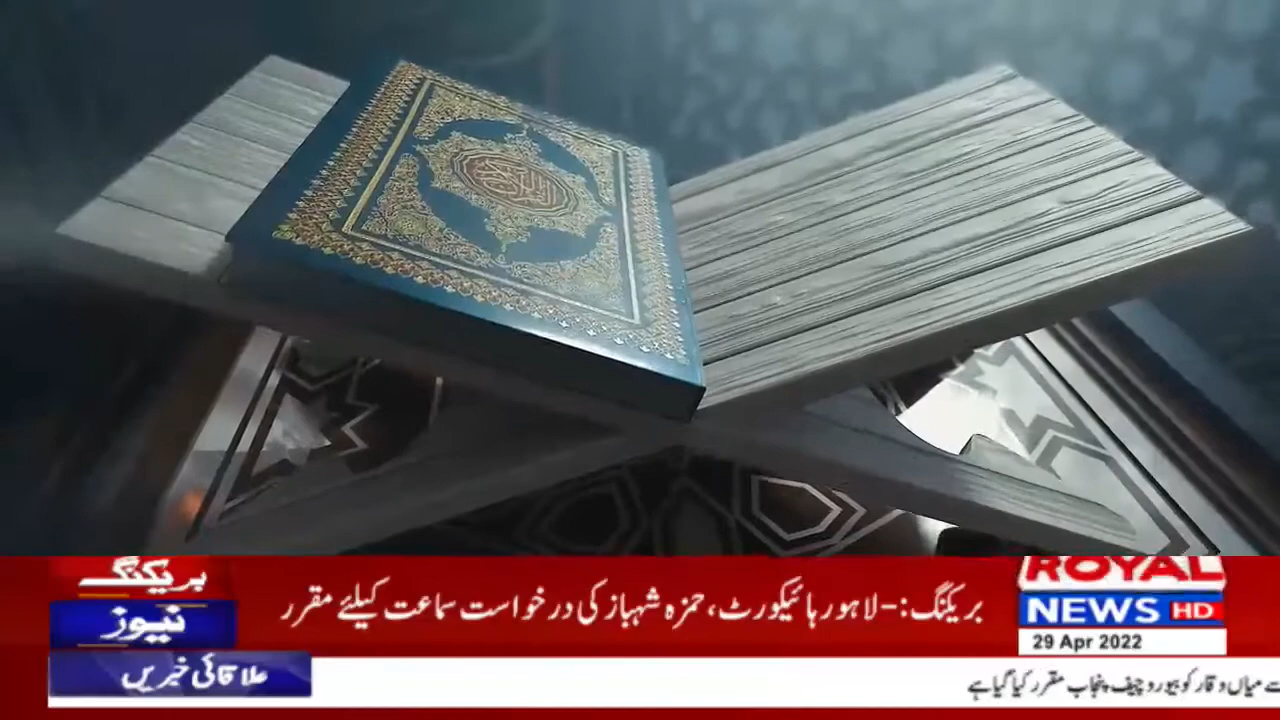 بریکنگ
نیوز
بریکنگ:- لاہور ہائیکورٹ، حمزہ شہباز کی درخواست سماعت کیلئے مقرر
ROYAL
NEWS HD
29 Apr 2022
علاقائی خبریں
سے میاں وقار کو بیورو چیف پنجاب مقرر کیا گیا ہے